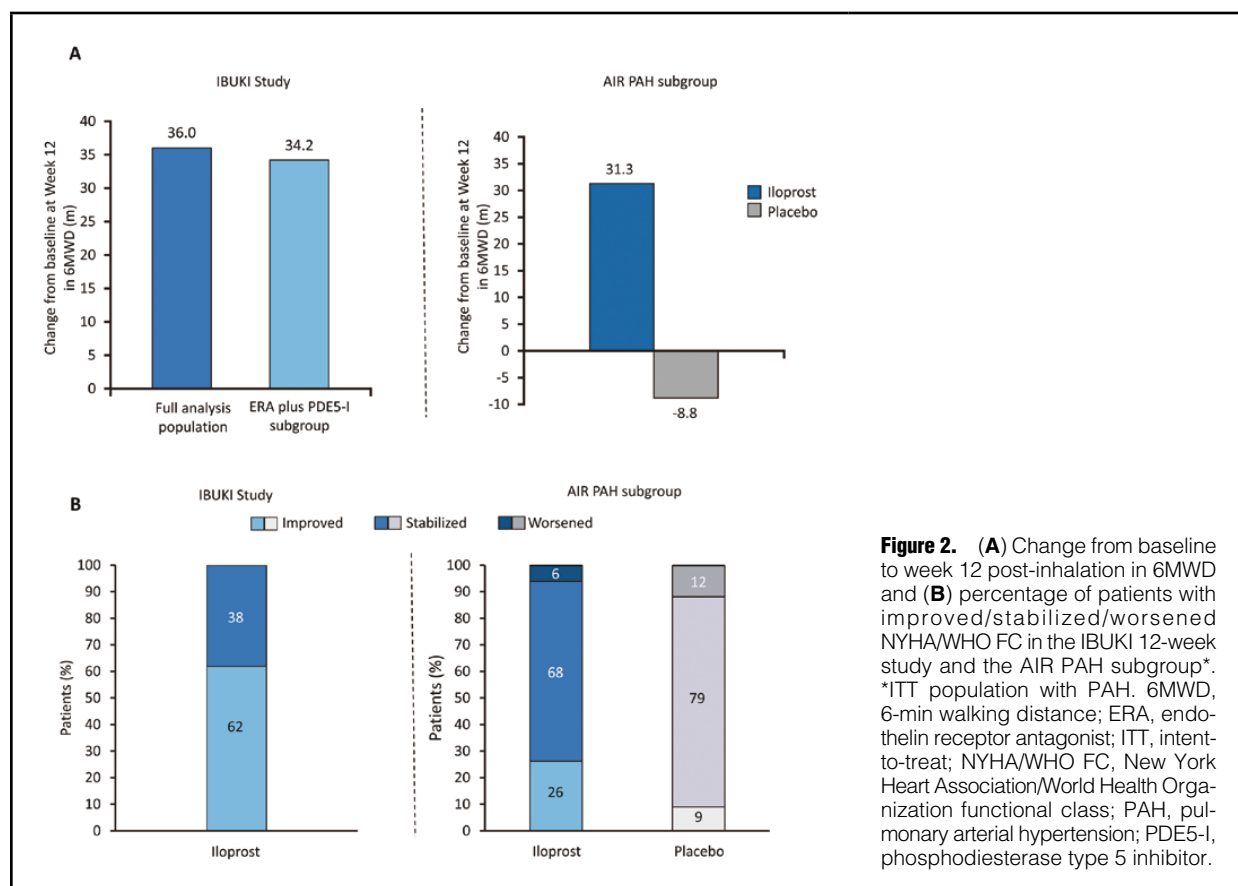 A
IBUKI Study
AIR PAH subgroup
Change from baseline at Week 12
in 6MWD (m)
40
35
30
25
20
15
10
5
0
36.0
34.2
Full analysis
population
ERA plus PDE5-I
subgroup
Change from baseline at Week 12
in 6MWD (m)
40
35
30
25
20
15
10
5
0
-5
-10
31.3
-8.8
Iloprost
Placebo
B
IBUKI Study
AIR PAH subgroup
Improved
Stabilized
Worsened
Patients (%)
100
90
80
70
60
50
40
30
20
10
0
38
62
Iloprost
Patients (%)
100
90
80
70
60
50
40
30
20
10
0
6
68
26
12
79
9
Iloprost
Placebo
Figure 2. (A) Change from baseline
to week 12 post-inhalation in 6MWD
and (B) percentage of patients with
improved/stabilized/worsened
NYHA/WHO FC in the IBUKI 12-week
study and the AIR PAH subgroup*.
*ITT population with PAH. 6MWD,
6-min walking distance; ERA, endo-
thelin receptor antagonist; ITT, intent-
to-treat; NYHA/WHO FC, New York
Heart Association/World Health Orga-
nization functional class; PAH, pul-
monary arterial hypertension; PDE5-I,
phosphodiesterase type 5 inhibitor.